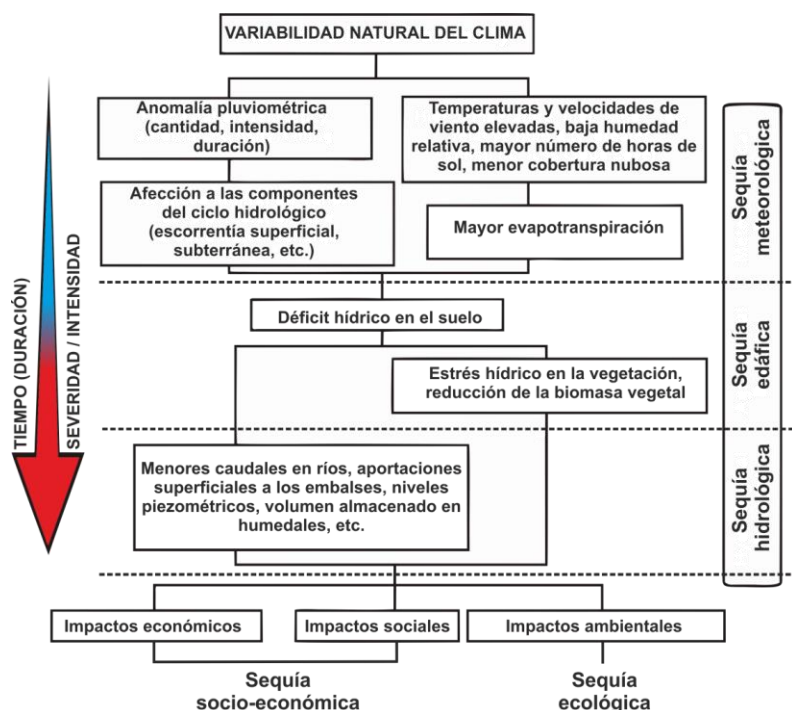 VARIABILIDAD NATURAL DEL CLIMA
Anomalía pluviométrica
(cantidad, intensidad,
duración)
Temperaturas y velocidades de
viento elevadas, baja humedad
relativa, mayor número de horas de
sol, menor cobertura nubosa
Afección a las componentes
del ciclo hidrológico
(escorrentía superficial,
subterránea, etc.)
Mayor evapotranspiración
Sequía
meteorológica
Déficit hídrico en el suelo
Estrés hídrico en la vegetación,
reducción de la biomasa vegetal
Sequía
edáfica
TIEMPO (DURACIÓN)
SEVERIDAD / INTENSIDAD
Menores caudales en ríos, aportaciones
superficiales a los embalses, niveles
piezométricos, volumen almacenado en
humedales, etc.
Sequía
hidrológica
Impactos económicos
Impactos sociales
Impactos ambientales
Sequía
socio-económica
Sequía
ecológica